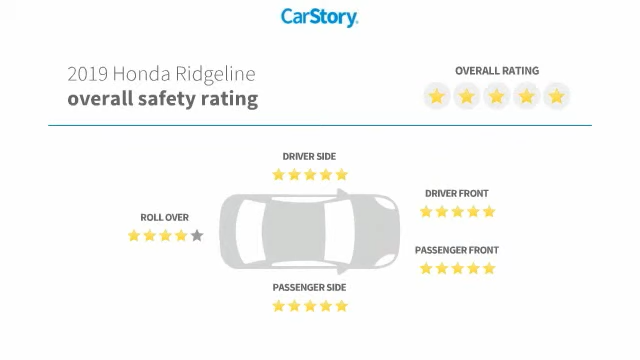 CarStory.
2019 Honda Ridgeline
overall safety rating
OVERALL RATING
DRIVER SIDE
DRIVER FRONT
ROLL OVER
PASSENGER FRONT
PASSENGER SIDE